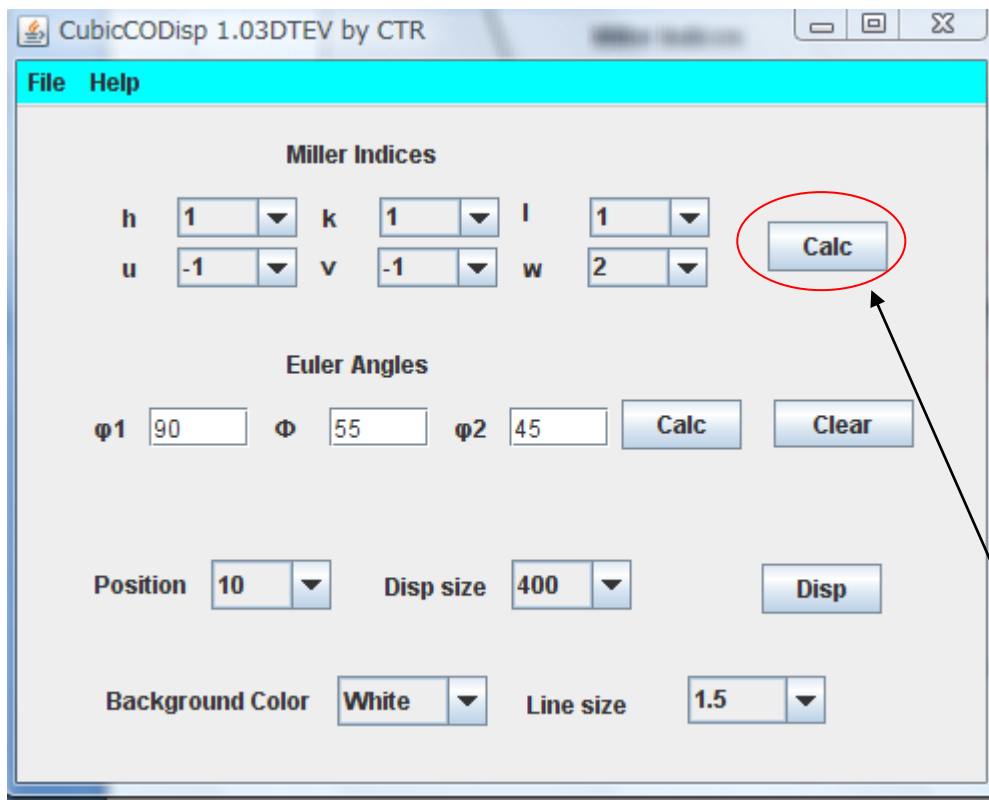 CubicCODisp 1.03DTEV by CTR
File Help
Miller Indices
h 1 k 1 l 1 Calc
u -1 v -1 w 2
Euler Angles
φ1 90 Φ 55 φ2 45 Calc Clear
Position 10 Disp size 400 Disp
Background Color White Line size 1.5